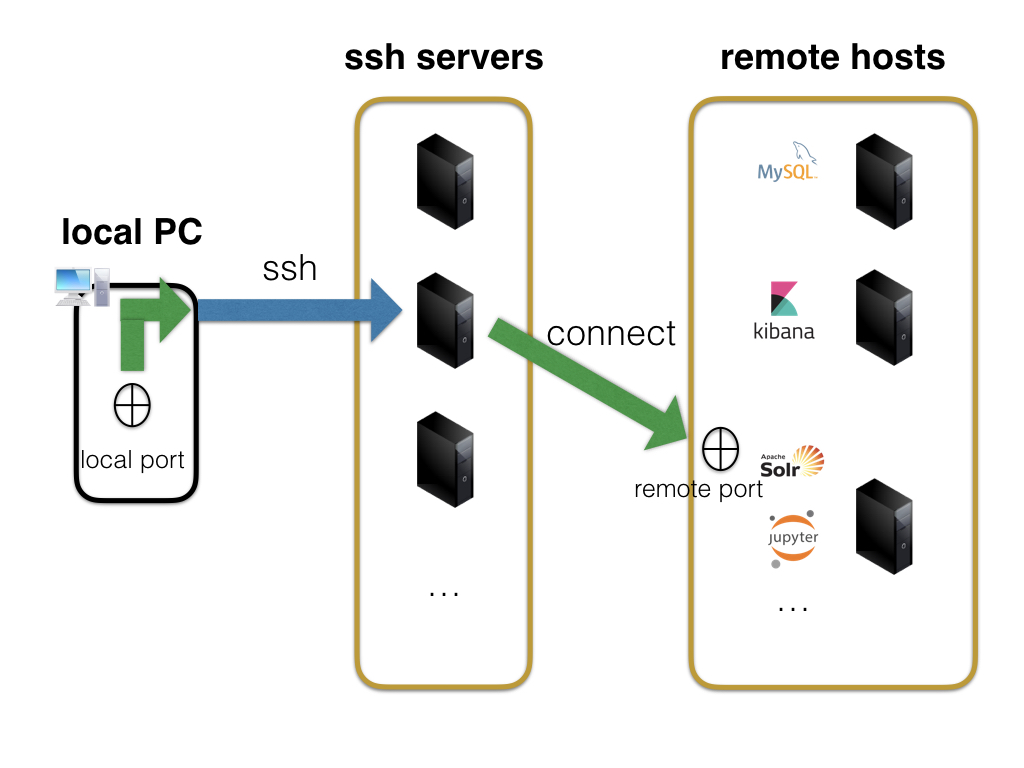 ssh servers
remote hosts
MySQL
local PC
ssh
connect
kibana
local port
Apache
Solr
remote port
jupyter
...
...